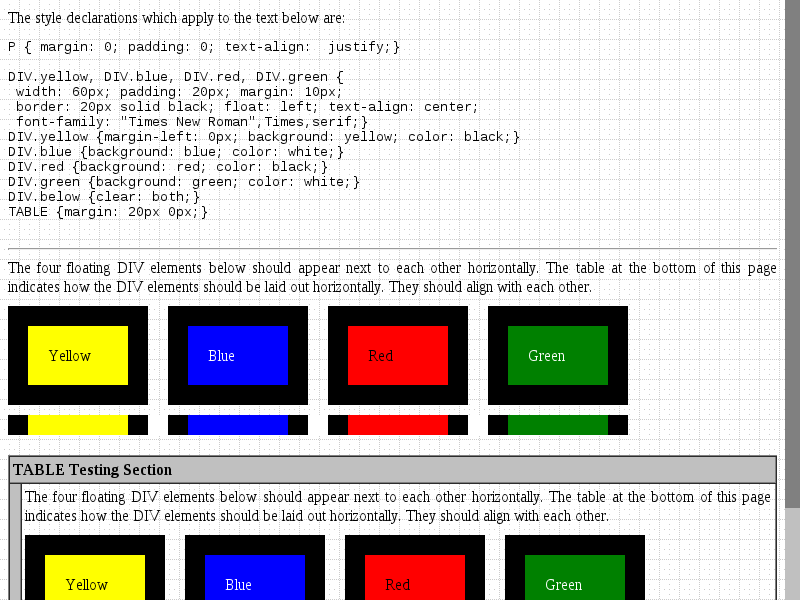 The style declarations which apply to the text below are:
P { margin: 0; padding: 0; text-align:  justify;}
DIV.yellow, DIV.blue, DIV.red, DIV.green {
 width: 60px; padding: 20px; margin: 10px;
 border: 20px solid black; float: left; text-align: center;
 font-family: "Times New Roman",Times,serif;}
DIV.yellow {margin-left: 0px; background: yellow; color: black;}
DIV.blue {background: blue; color: white;}
DIV.red {background: red; color: black;}
DIV.green {background: green; color: white;}
DIV.below {clear: both;}
TABLE {margin: 20px 0px;}
The four floating DIV elements below should appear next to each other horizontally. The table at the bottom of this page
indicates how the DIV elements should be laid out horizontally. They should align with each other.
Yellow Blue Red Green
TABLE Testing Section
The four floating DIV elements below should appear next to each other horizontally. The table at the bottom of this page
indicates how the DIV elements should be laid out horizontally. They should align with each other.
Yellow Blue Red Green